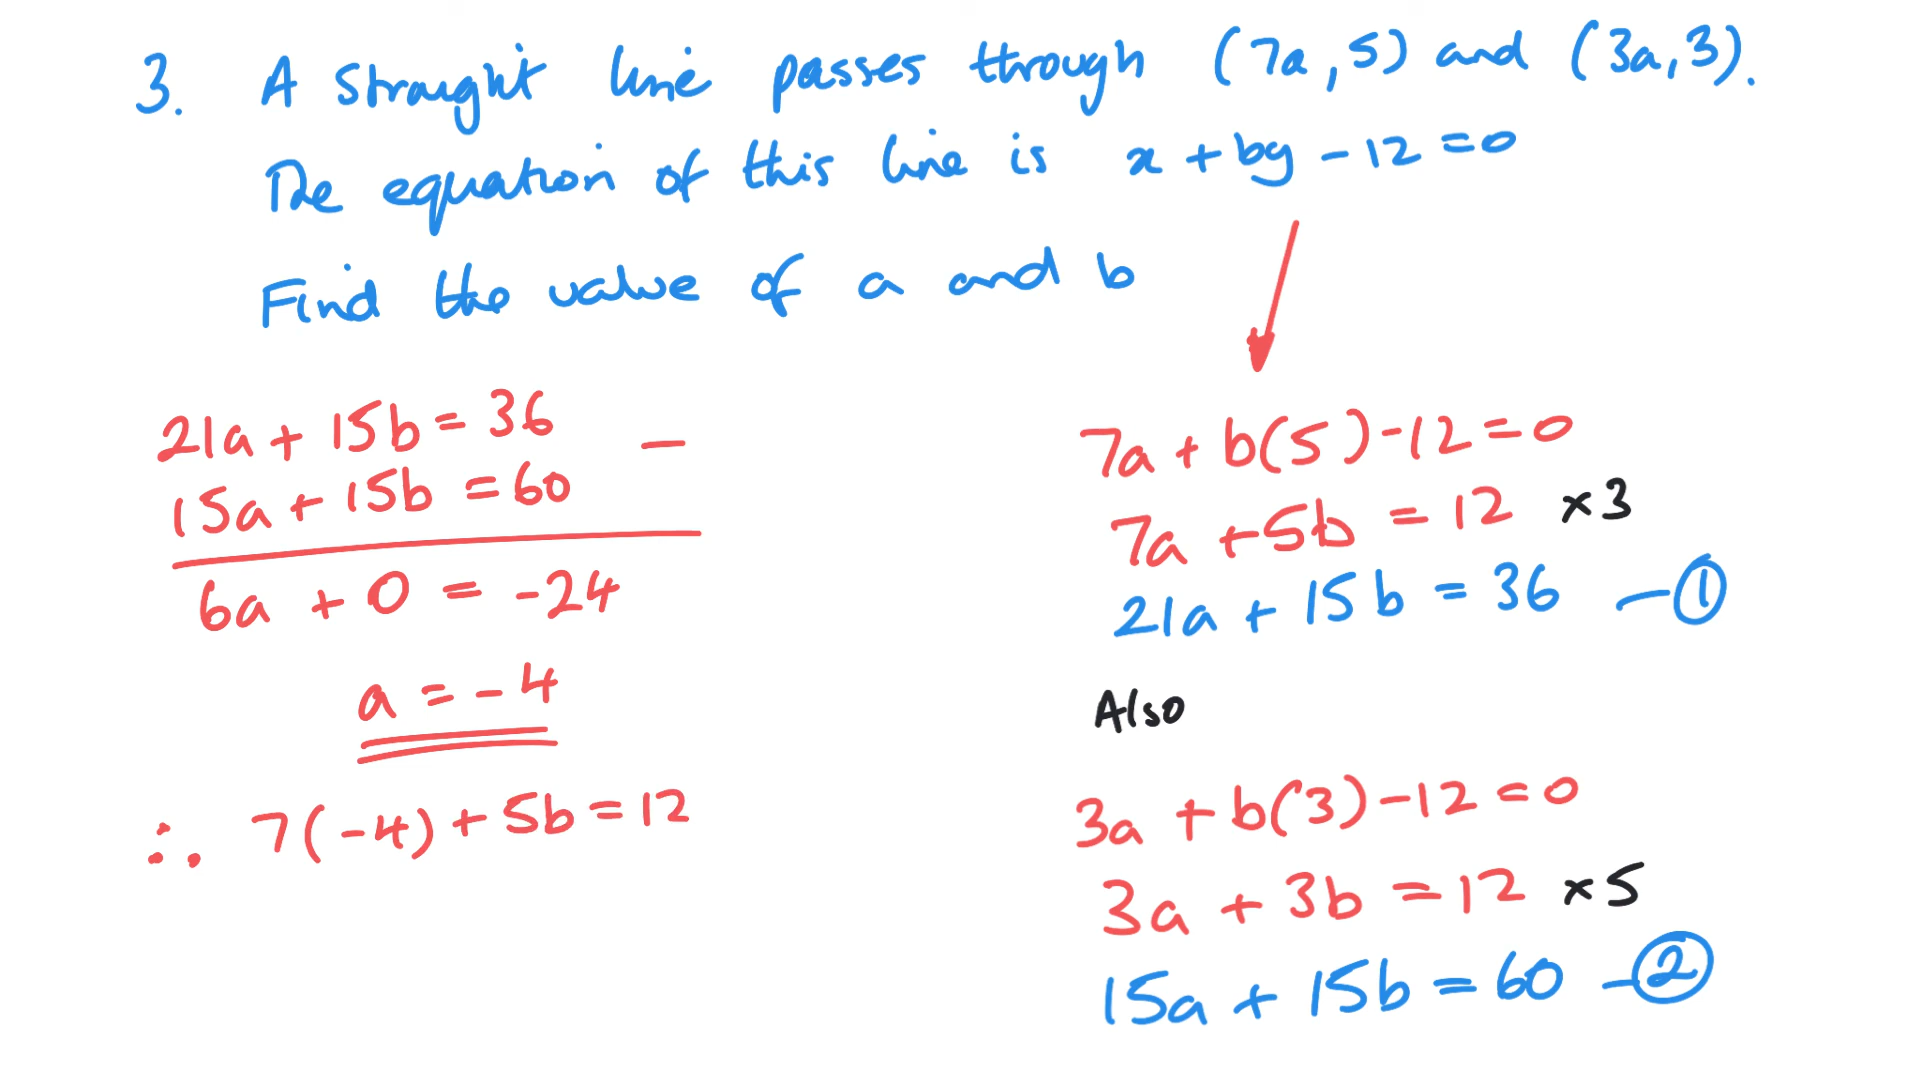 3. A straight line passes through (7a, 5) and (3a, 3).
The equation of this line is x + by - 12 = 0
Find the value of a and b
7a + b(5) - 12 = 0
7a + 5b = 12 ×3
21a + 15b = 36 - ①
Also
3a + b(3) - 12 = 0
3a + 3b = 12 ×5
15a + 15b = 60 - ②
21a + 15b = 36 -
15a + 15b = 60
6a + 0 = -24
a = -4
∴ 7(-4) + 5b = 12